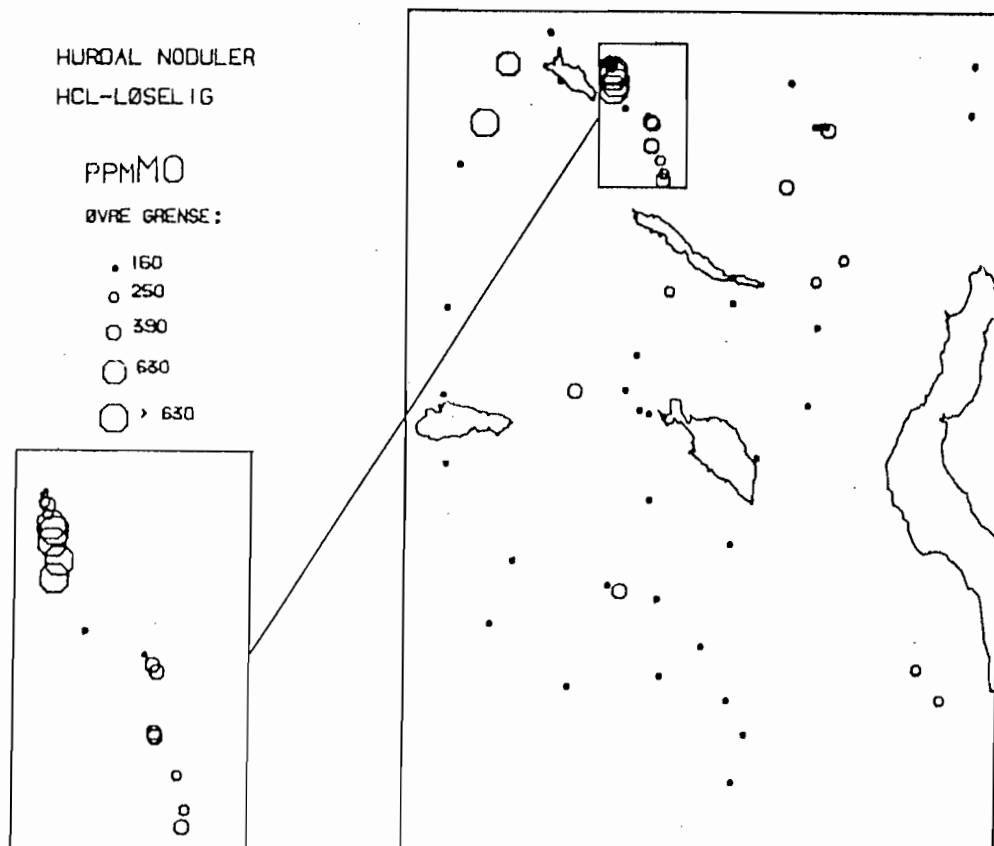 HURDAL NODULER
HCL-LØSELIG
PPMMO
ØVRE GRENSE:
160
250
390
630
> 630